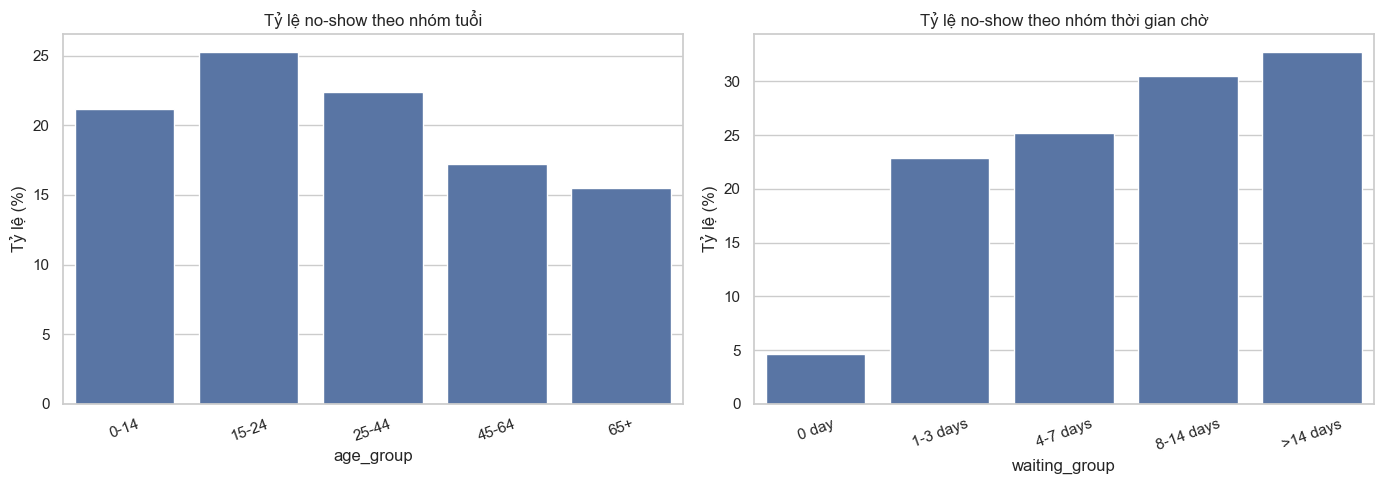 Tỷ lệ no-show theo nhóm tuổi
Tỷ lệ (%)
25
20
15
10
5
0
0-14
15-24
25-44
45-64
65+
age_group
Tỷ lệ no-show theo nhóm thời gian chờ
Tỷ lệ (%)
30
25
20
15
10
5
0
0 day
1-3 days
4-7 days
8-14 days
>14 days
waiting_group